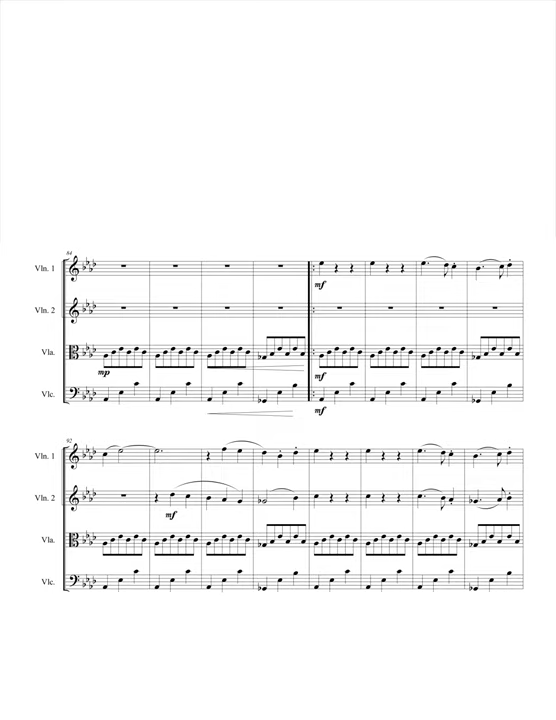 84
Vln. 1
mf
Vln. 2
Vla.
mp
mf
Vlc.
mf
92
Vln. 1
Vln. 2
mf
Vla.
Vlc.